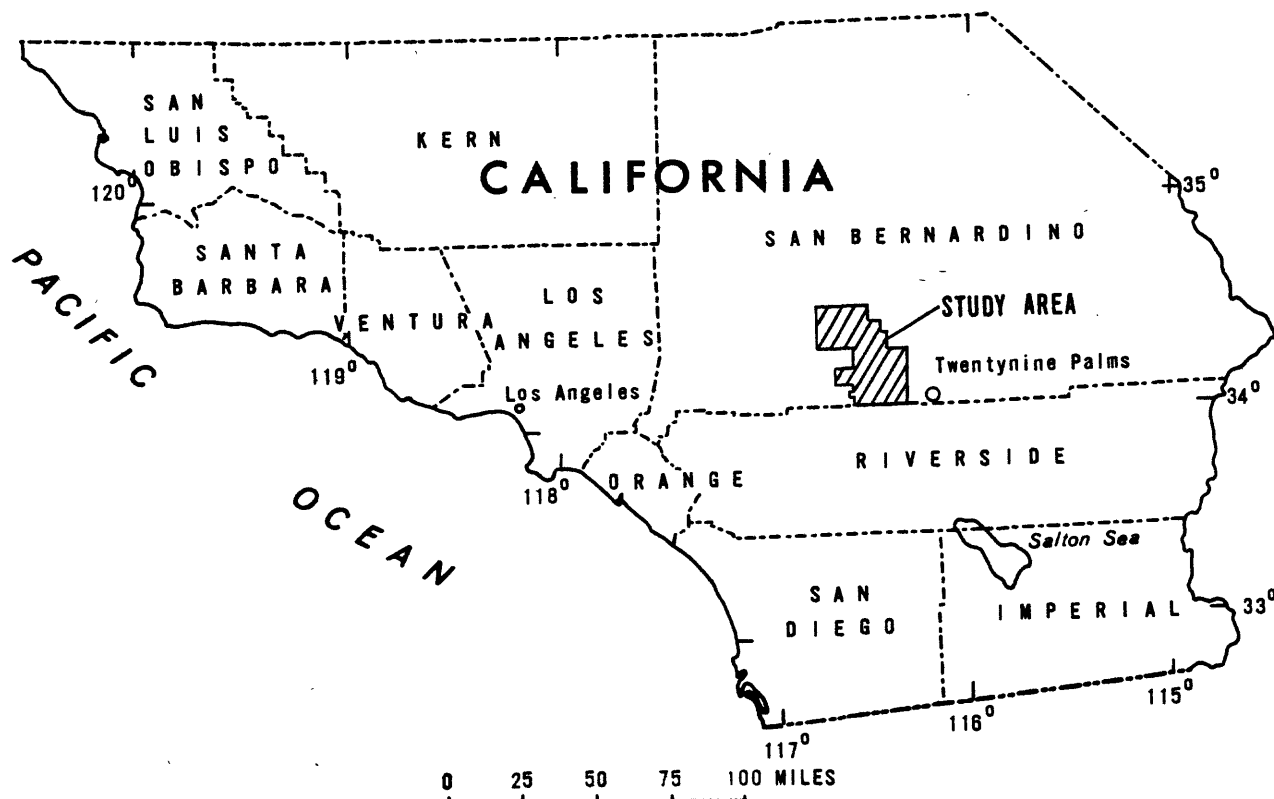 SAN
LUIS
OBISPO
KERN
CALIFORNIA
120°
35°
SAN BERNARDINO
SANTA
BARBARA
PACIFIC
OCEAN
VENTURA
LOS
ANGELES
STUDY AREA
Twentynine Palms
119°
Los Angeles
34°
RIVERSIDE
ORANGE
118°
Salton Sea
SAN
DIEGO
IMPERIAL
33°
117°
116°
115°
0 25 50 75 100 MILES